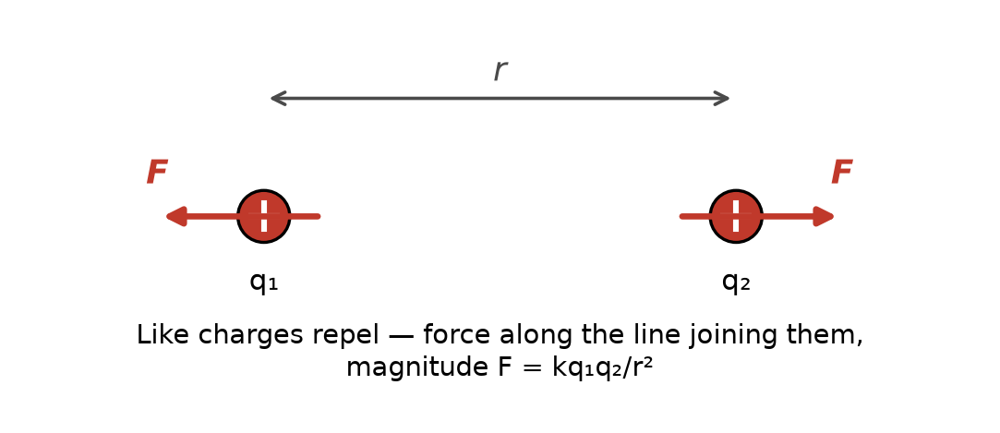 r
F
F
q₁
q₂
Like charges repel — force along the line joining them,
magnitude F = kq₁q₂/r²